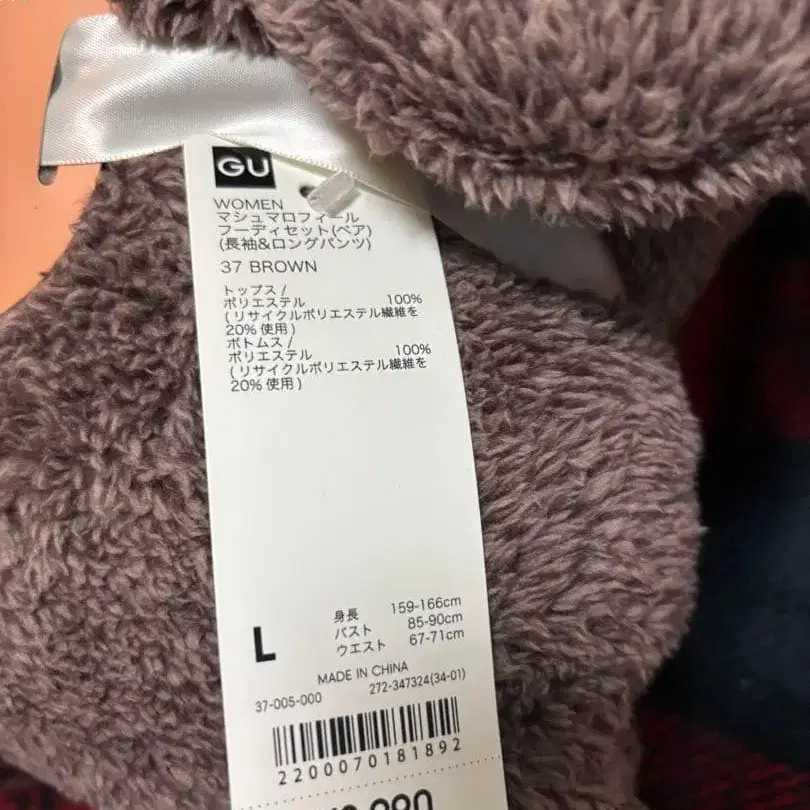 GU
WOMEN
マシュマロフィール
フーディセット(ベア)
(長袖&ロングパンツ)
37 BROWN
トップス /
ポリエステル 100%
(リサイクルポリエステル繊維を
20% 使用)
ボトムス /
ポリエステル 100%
(リサイクルポリエステル繊維を
20% 使用)
L
身長 159-166cm
バスト 85-90cm
ウエスト 67-71cm
MADE IN CHINA
37-005-000 272-347324(34-01)
2200070181892